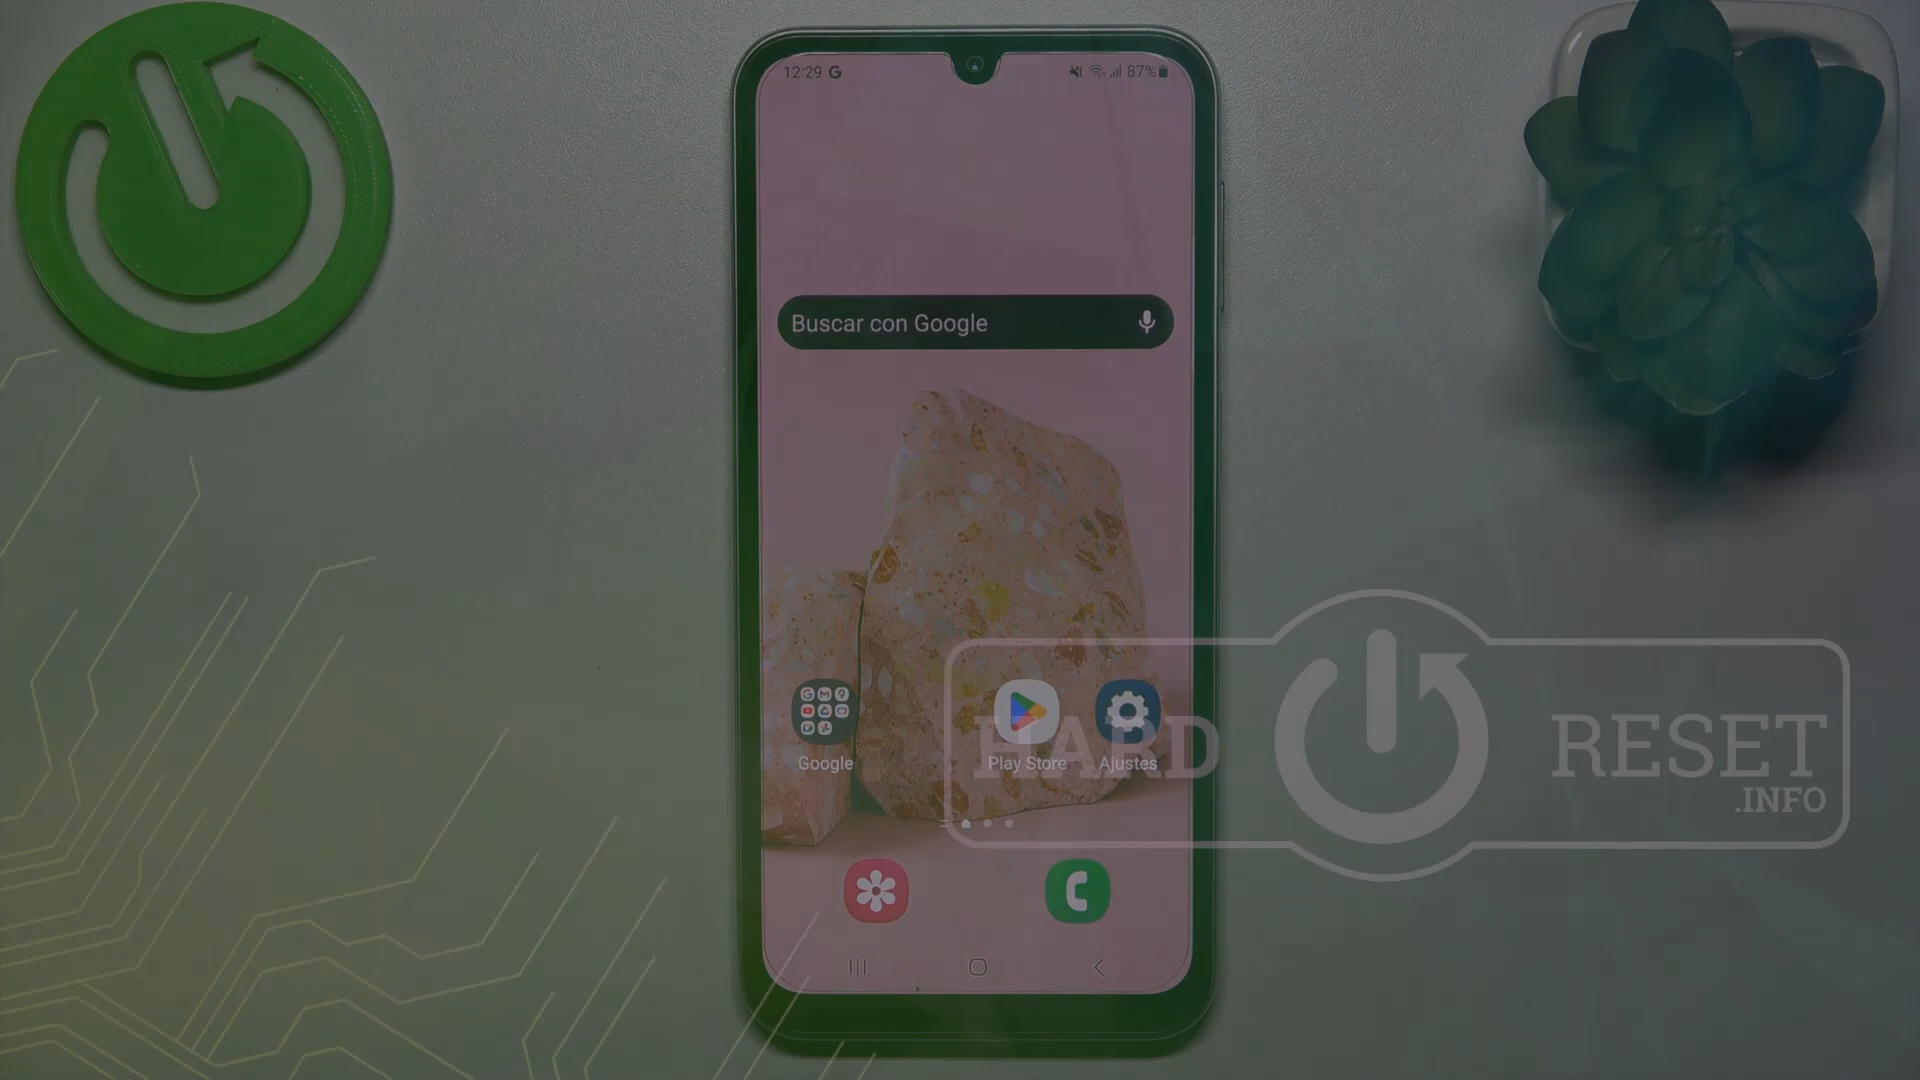 12:29 G
87%
Buscar con Google
Google
Play Store
Ajustes
HARD
RESET
.INFO